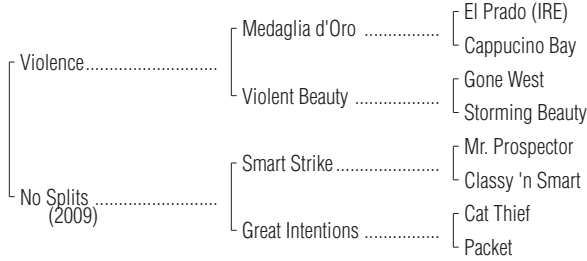 El Prado (IRE)
Medaglia d'Oro ..................
Cappucino Bay
Violence................................
Gone West
Violent Beauty ....................
Storming Beauty
Mr. Prospector
Smart Strike.........................
Classy 'n Smart
No Splits .............................
(2009)
Cat Thief
Great Intentions ..................
Packet